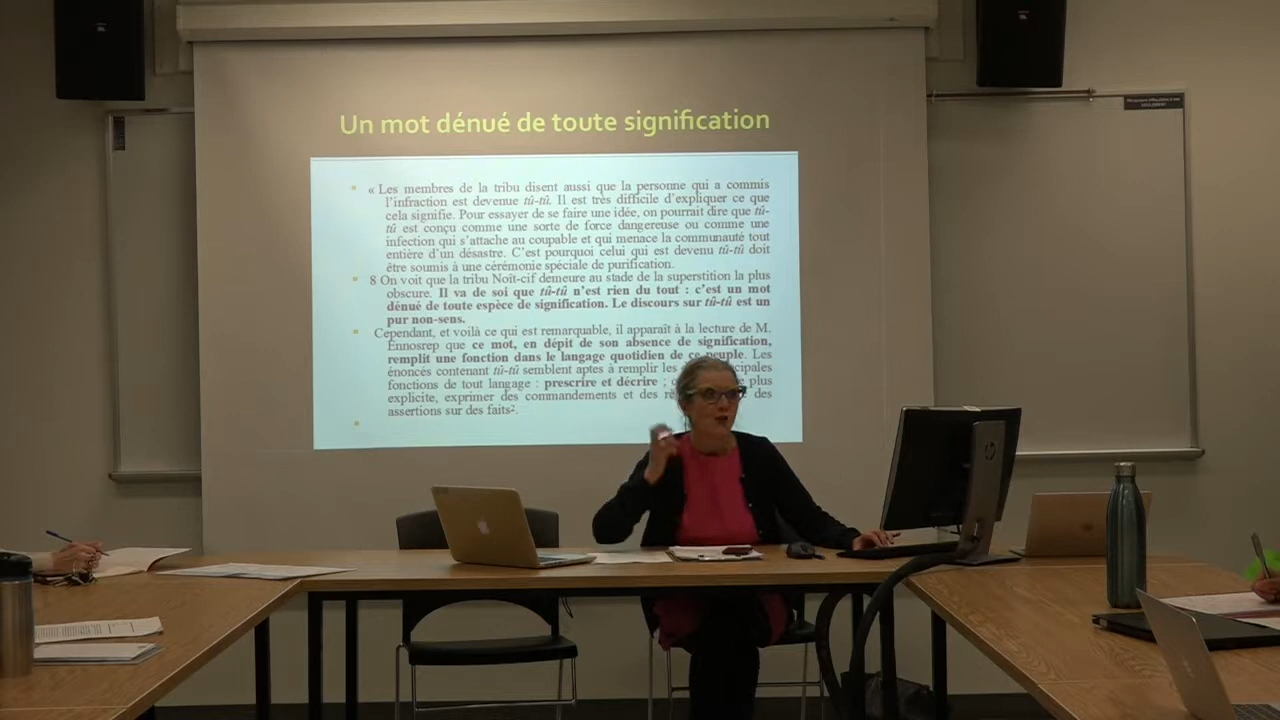 Un mot dénué de toute signification
« Les membres de la tribu disent aussi que la personne qui a commis
l'infraction est devenue tû-tû. Il est très difficile d'expliquer ce que
cela signifie. Pour essayer de se faire une idée, on pourrait dire que tû-
tû est conçu comme une sorte de force dangereuse ou comme une
infection qui s'attache au coupable et qui menace la communauté tout
entière d'un désastre. C'est pourquoi celui qui est devenu tû-tû doit
être soumis à une cérémonie spéciale de purification.
8 On voit que la tribu Noît-cif demeure au stade de la superstition la plus
obscure. Il va de soi que tû-tû n'est rien du tout : c'est un mot
dénué de toute espèce de signification. Le discours sur tû-tû est un
pur non-sens.
Cependant, et voilà ce qui est remarquable, il apparaît à la lecture de M.
Ennosrep que ce mot, en dépit de son absence de signification,
remplit une fonction dans le langage quotidien de ce peuple. Les
énoncés contenant tû-tû semblent aptes à remplir les
fonctions de tout langage : prescrire et décrire ; plus
explicite, exprimer des commandements et des des
assertions sur des faits².
hp